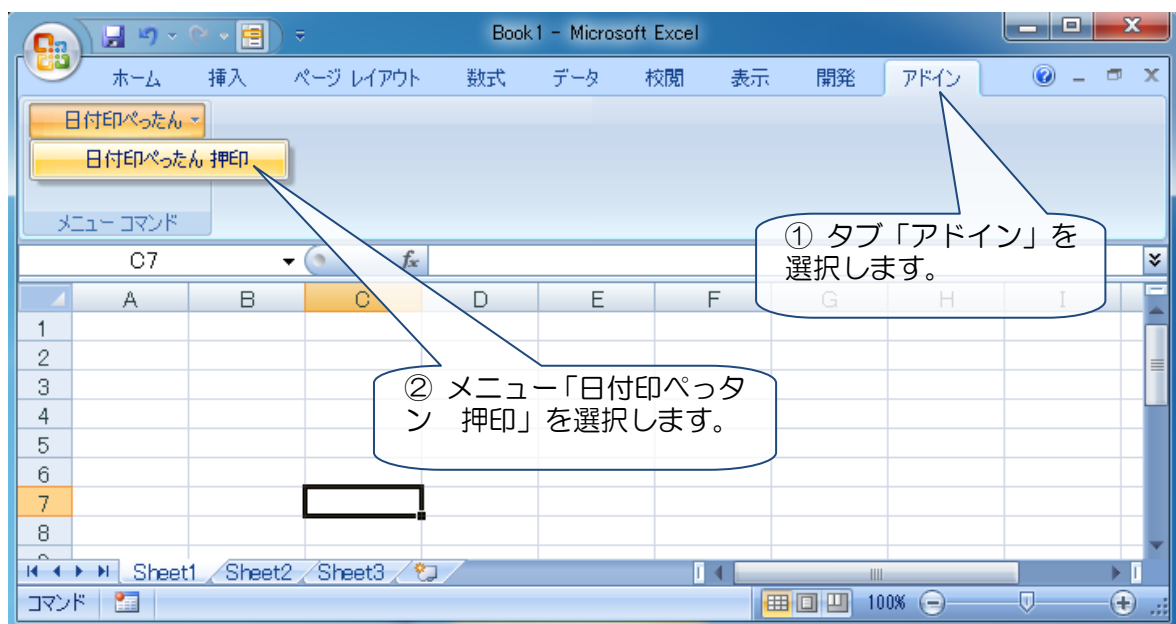 Book1 - Microsoft Excel
ホーム 挿入 ページ レイアウト 数式 データ 校閲 表示 開発 アドイン
日付印ぺったん
日付印ぺったん 押印
メニュー コマンド
① タブ「アドイン」を
選択します。
C7 fx
A B C D E F G H I
1
2
3
② メニュー「日付印ぺっタ
ン 押印」を選択します。
4
5
6
7
8
Sheet1 Sheet2 Sheet3
コマンド 100%